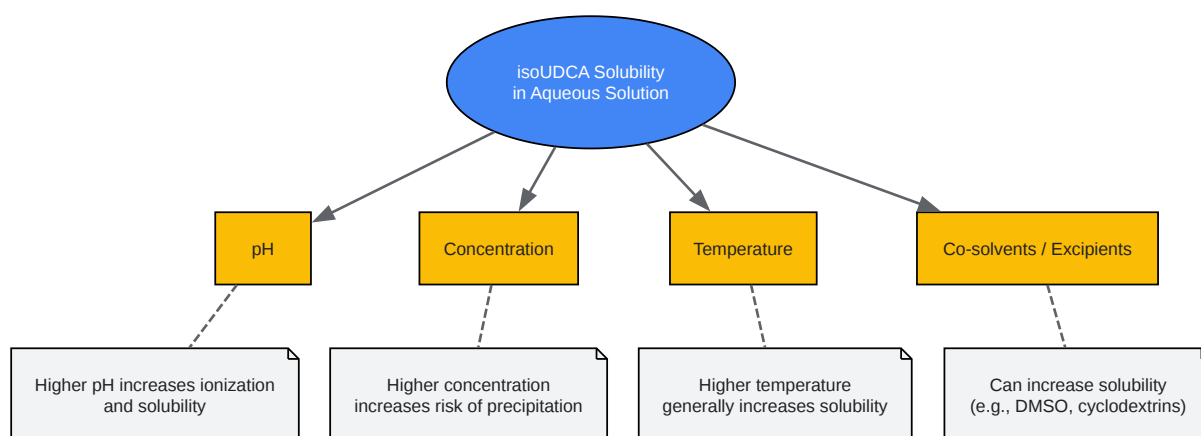 isoUDCA Solubility
in Aqueous Solution
pH
Concentration
Temperature
Co-solvents / Excipients
Higher pH increases ionization
and solubility
Higher concentration
increases risk of precipitation
Higher temperature
generally increases solubility
Can increase solubility
(e.g., DMSO, cyclodextrins)